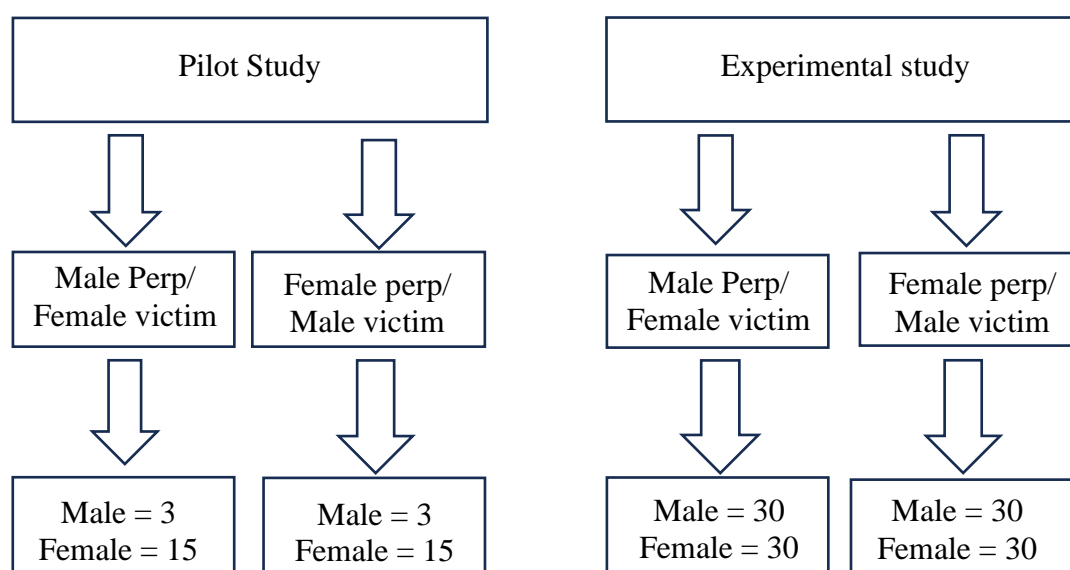 Pilot Study
Experimental study
Male Perp/
Female victim
Female perp/
Male victim
Male Perp/
Female victim
Female perp/
Male victim
Male = 3
Female = 15
Male = 3
Female = 15
Male = 30
Female = 30
Male = 30
Female = 30